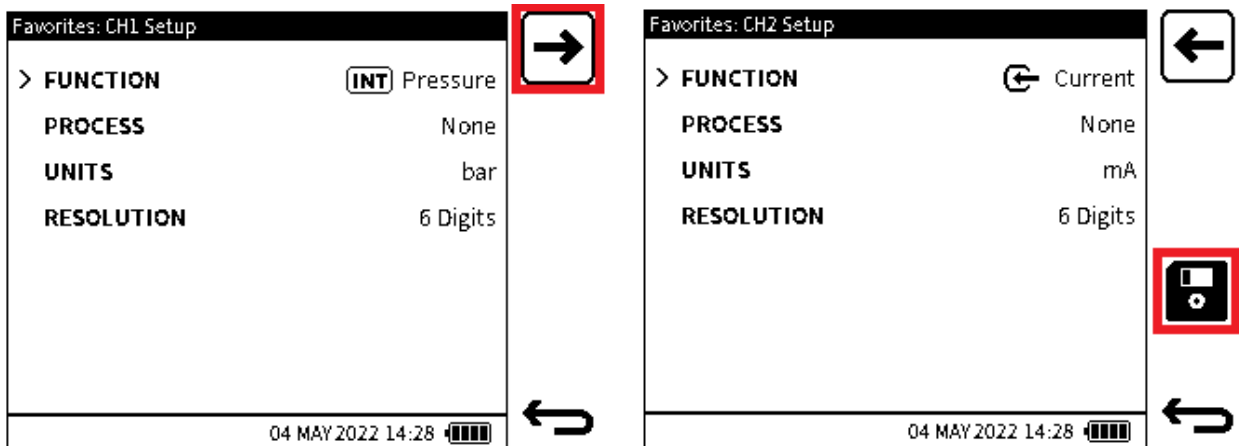 Favorites: CH1 Setup
> FUNCTION INT Pressure
PROCESS None
UNITS bar
RESOLUTION 6 Digits
04 MAY 2022 14:28
Favorites: CH2 Setup
> FUNCTION Current
PROCESS None
UNITS mA
RESOLUTION 6 Digits
04 MAY 2022 14:28